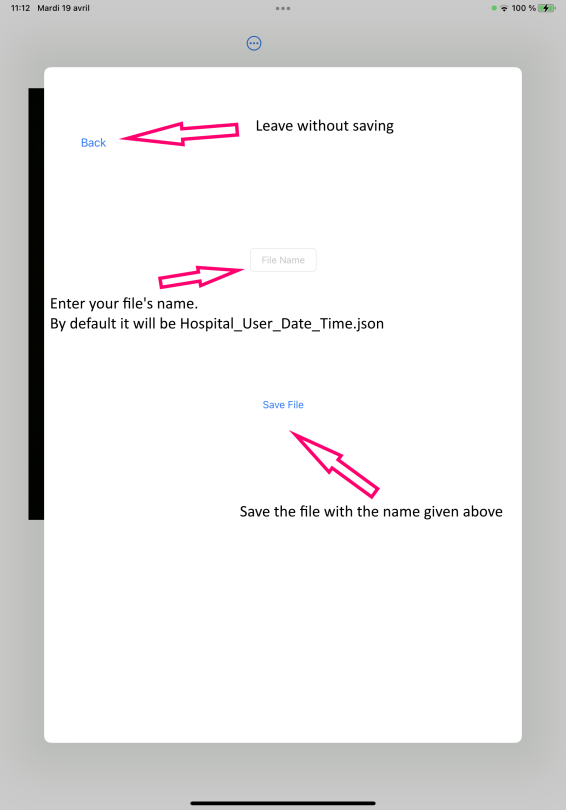 11:12 Mardi 19 avril
100 %
Leave without saving
Back
File Name
Enter your file's name.
By default it will be Hospital_User_Date_Time.json
Save File
Save the file with the name given above